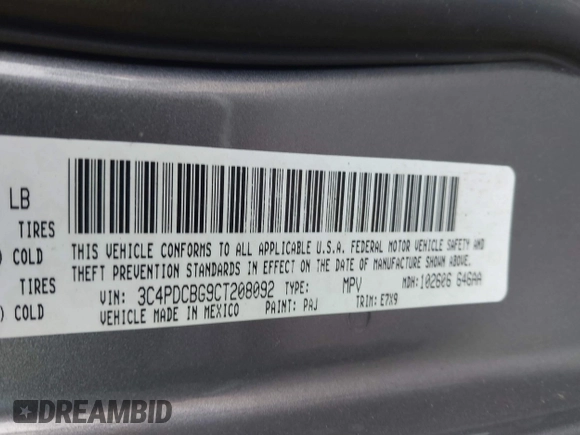 LB
TIRES
COLD
TIRES
COLD
THIS VEHICLE CONFORMS TO ALL APPLICABLE U.S.A. FEDERAL MOTOR VEHICLE SAFETY AND
THEFT PREVENTION STANDARDS IN EFFECT ON THE DATE OF MANUFACTURE SHOWN ABOVE.
VIN: 3C4PDCBG9CT208092 TYPE: MPV MDH:102606 646AA
VEHICLE MADE IN MEXICO PAINT: PAJ TRIM: E7X9
DREAMBID